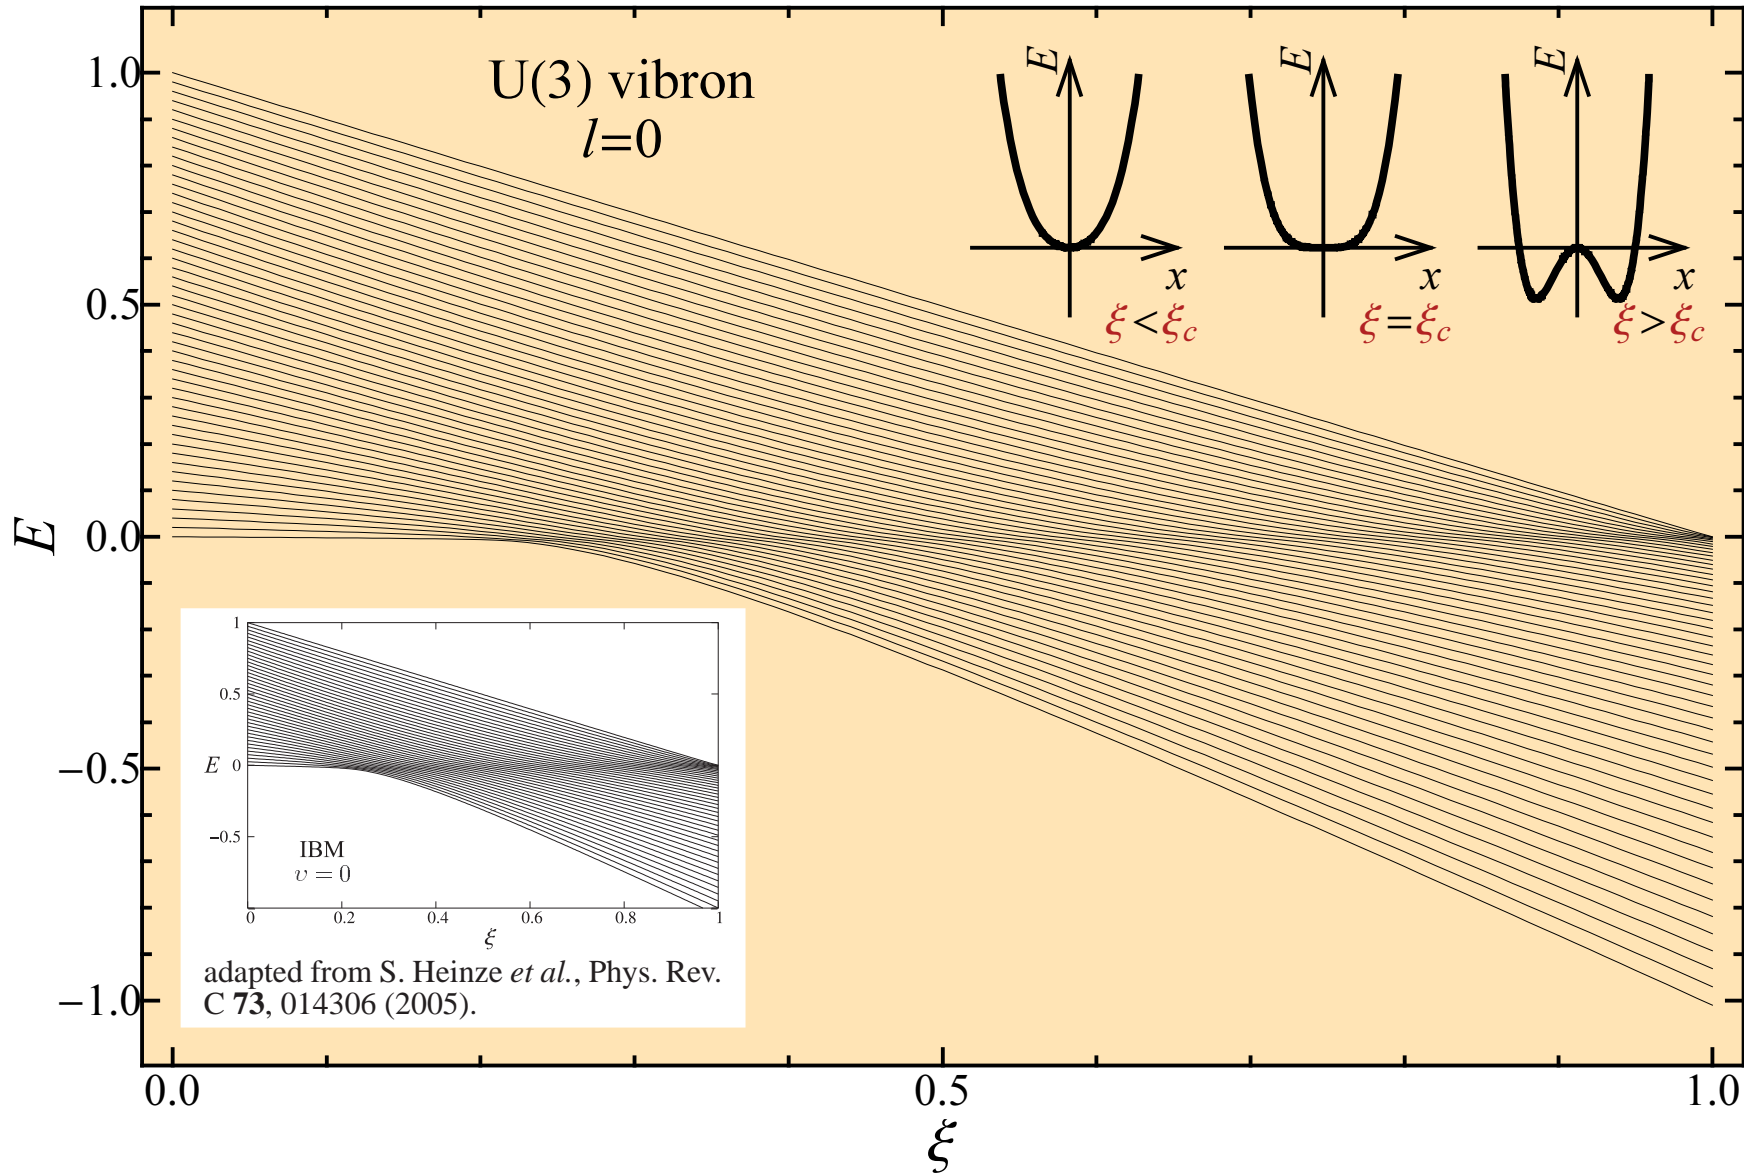 U(3) vibron
l=0
E
E
E
x
x
x
ξ<ξc
ξ=ξc
ξ>ξc
1.0
0.5
0.0
−0.5
−1.0
E
1
0.5
E 0
−0.5
IBM
υ = 0
0 0.2 0.4 0.6 0.8 1
ξ
adapted from S. Heinze et al., Phys. Rev.
C 73, 014306 (2005).
0.0 0.5 1.0
ξ